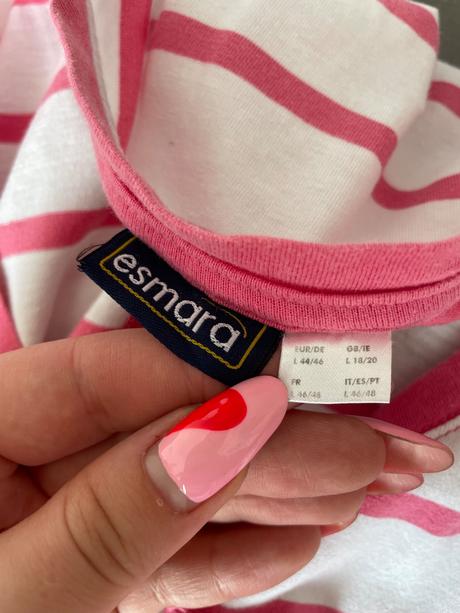 esmara
EUR/DE GB/IE
L 44/46 L 18/20
FR IT/ES/PT
L 46/48 L 46/48